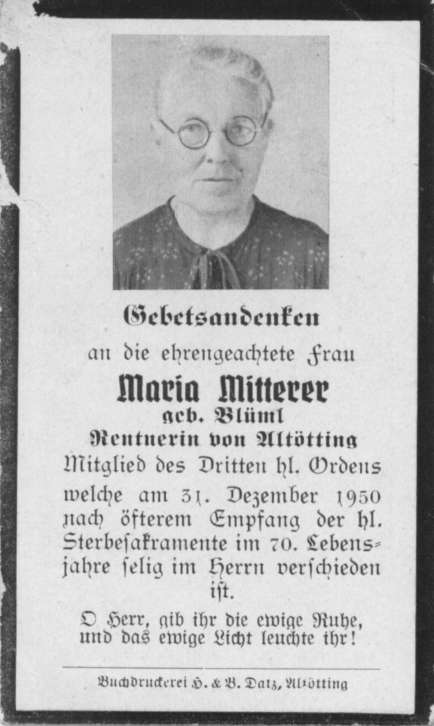 Gebetsandenken
an die ehrengeachtete Frau
Maria Mitterer
geb. Blüml
Rentnerin von Altötting
Mitglied des Dritten hl. Ordens
welche am 31. Dezember 1950
nach öfterem Empfang der hl.
Sterbesakramente im 70. Lebens-
jahre selig im Herrn verschieden
ist.
O Herr, gib ihr die ewige Ruhe,
und das ewige Licht leuchte ihr!
Buchdruckerei H. & B. Datz, Altötting